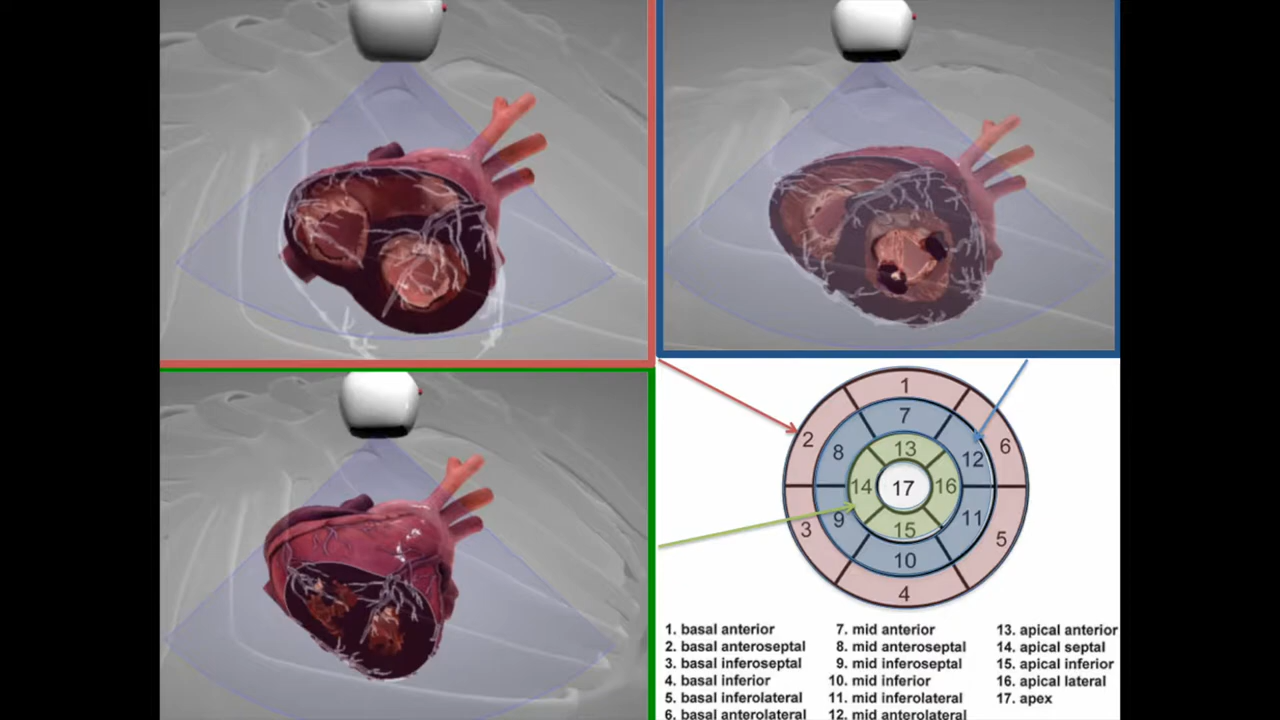 1
7
2
8
6
12
13
14
17
16
3
9
15
11
5
10
4
1. basal anterior
2. basal anteroseptal
3. basal inferoseptal
4. basal inferior
5. basal inferolateral
6. basal anterolateral
7. mid anterior
8. mid anteroseptal
9. mid inferoseptal
10. mid inferior
11. mid inferolateral
12. mid anterolateral
13. apical anterior
14. apical septal
15. apical inferior
16. apical lateral
17. apex